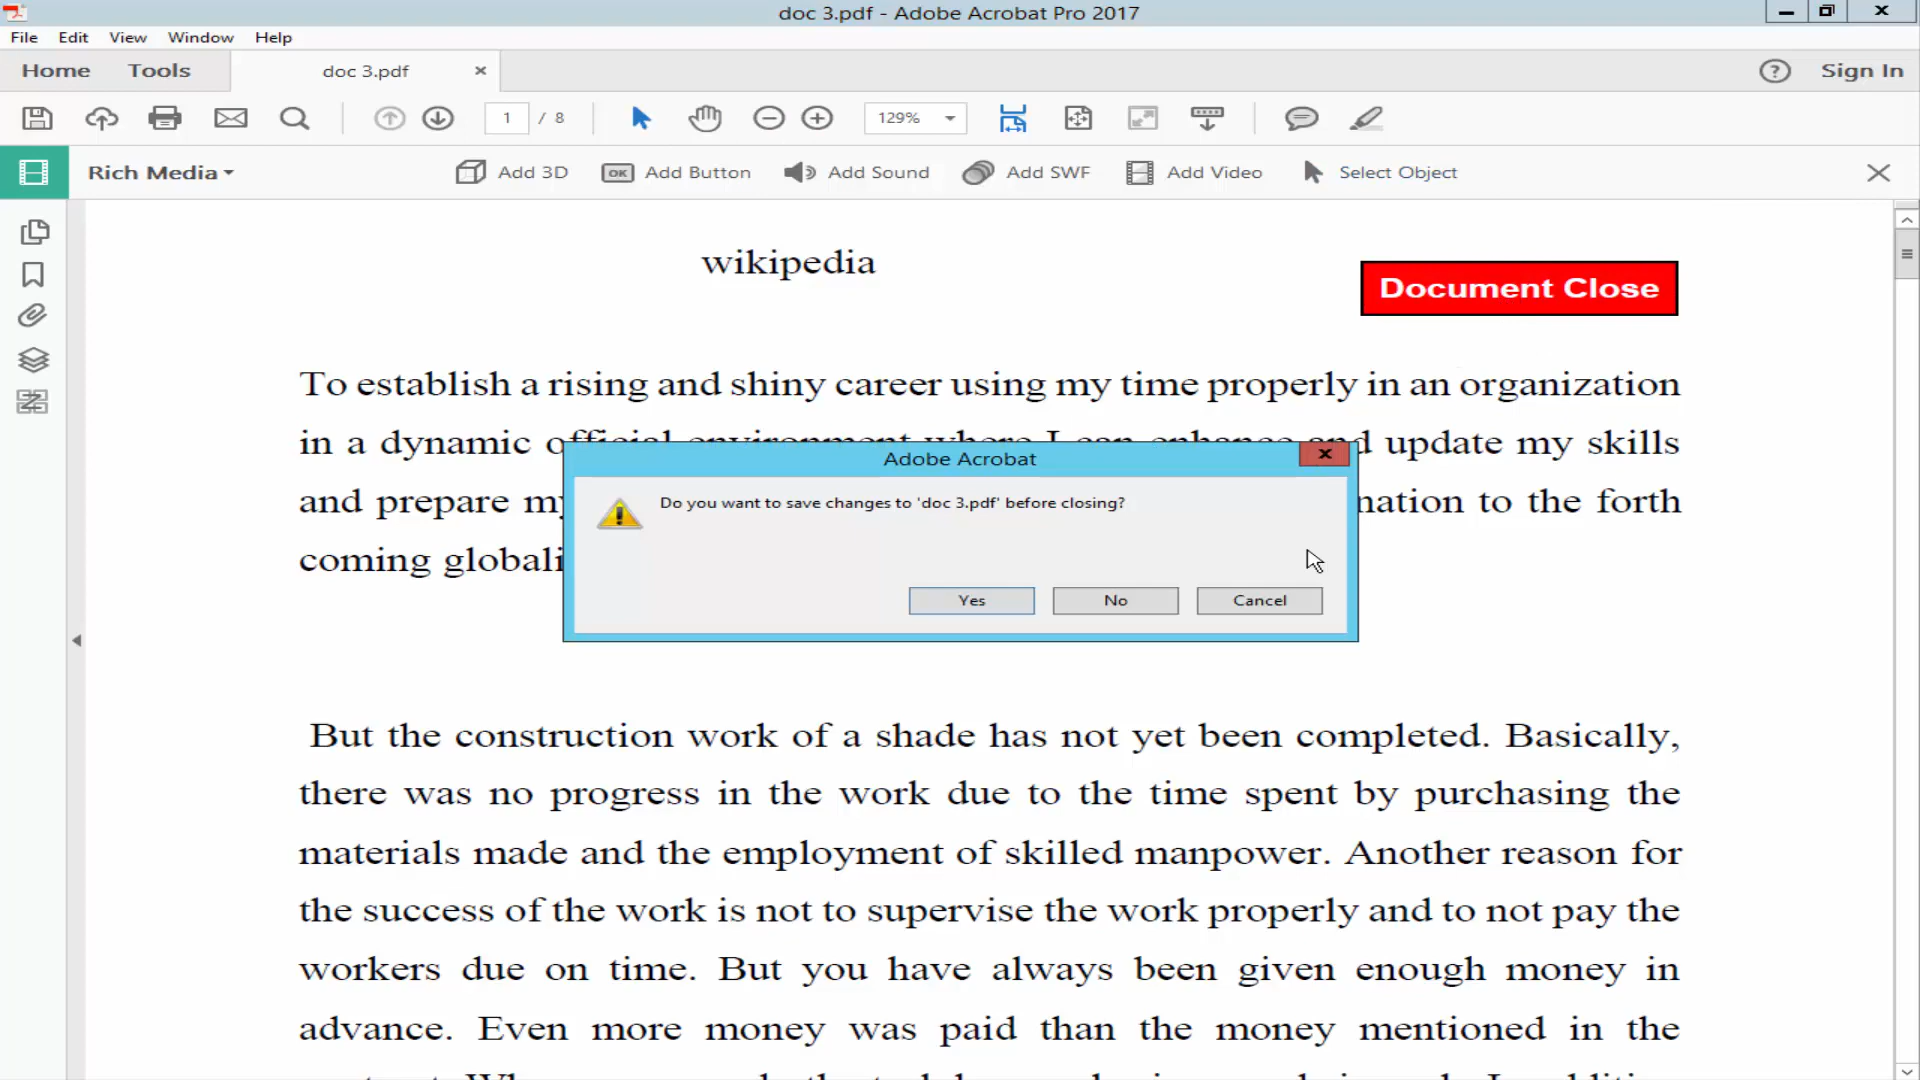 doc 3.pdf - Adobe Acrobat Pro 2017
File Edit View Window Help
Home Tools doc 3.pdf Sign In
1 / 8 129%
Rich Media Add 3D OK Add Button Add Sound Add SWF Add Video Select Object
wikipedia
Document Close
To establish a rising and shiny career using my time properly in an organization
in a dynamic official environment where I can enhance and update my skills
and prepare my nation to the forth
coming globali
Adobe Acrobat
Do you want to save changes to 'doc 3.pdf' before closing?
Yes No Cancel
But the construction work of a shade has not yet been completed. Basically,
there was no progress in the work due to the time spent by purchasing the
materials made and the employment of skilled manpower. Another reason for
the success of the work is not to supervise the work properly and to not pay the
workers due on time. But you have always been given enough money in
advance. Even more money was paid than the money mentioned in the